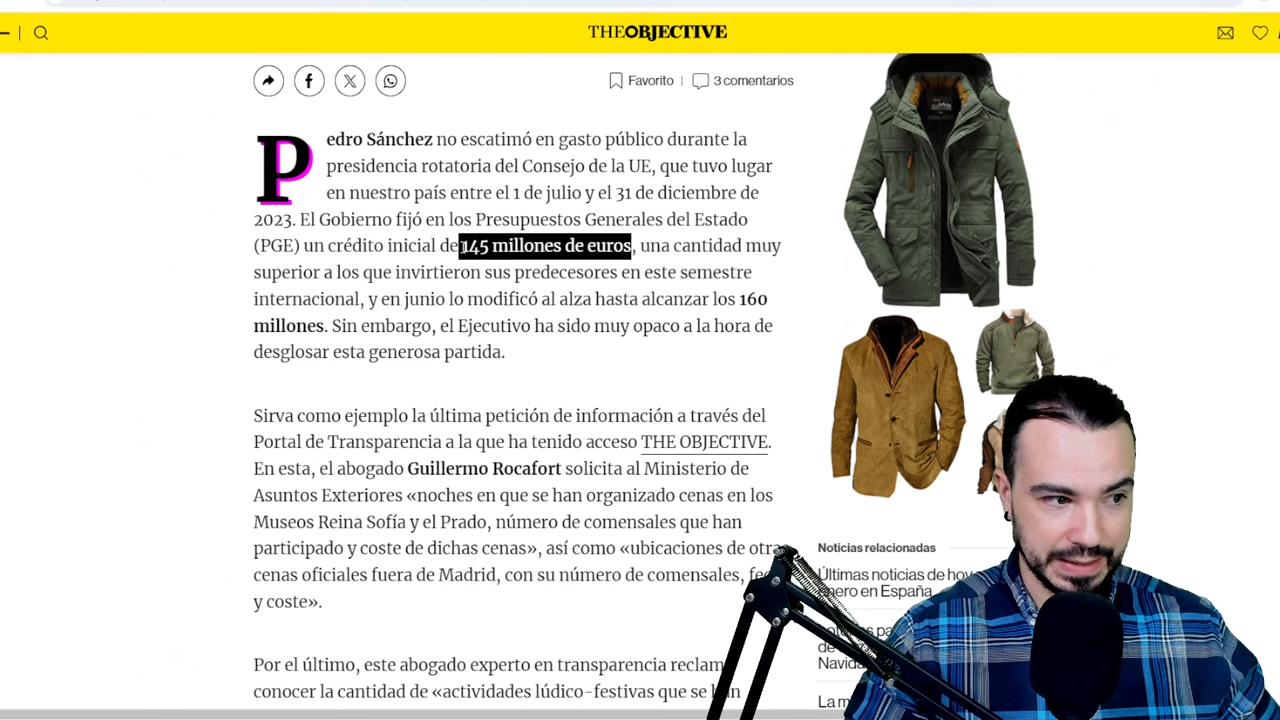 THE OBJECTIVE
Favorito
3 comentarios
Pedro Sánchez no escatimó en gasto público durante la
presidencia rotatoria del Consejo de la UE, que tuvo lugar
en nuestro país entre el 1 de julio y el 31 de diciembre de
2023. El Gobierno fijó en los Presupuestos Generales del Estado
(PGE) un crédito inicial de 145 millones de euros, una cantidad muy
superior a los que invirtieron sus predecesores en este semestre
internacional, y en junio lo modificó al alza hasta alcanzar los 160
millones. Sin embargo, el Ejecutivo ha sido muy opaco a la hora de
desglosar esta generosa partida.
Sirva como ejemplo la última petición de información a través del
Portal de Transparencia a la que ha tenido acceso THE OBJECTIVE.
En esta, el abogado Guillermo Rocafort solicita al Ministerio de
Asuntos Exteriores «noches en que se han organizado cenas en los
Museos Reina Sofía y el Prado, número de comensales que han
participado y coste de dichas cenas», así como «ubicaciones de otra
cenas oficiales fuera de Madrid, con su número de comensales,
y coste».
Por el último, este abogado experto en transparencia reclam
conocer la cantidad de «actividades lúdico-festivas que se
Noticias relacionadas
Últimas noticias de hoy
en España
Navida
La